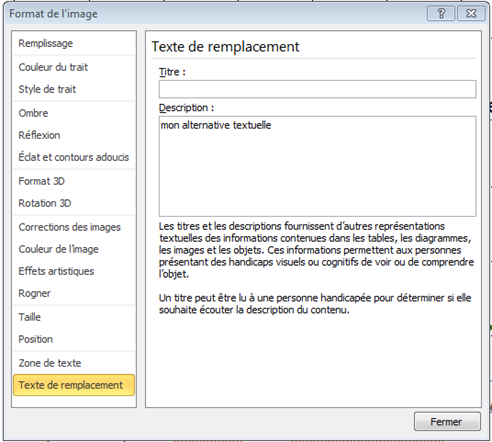 Format de l'image
Remplissage
Couleur du trait
Style de trait
Ombre
Réflexion
Éclat et contours adoucis
Format 3D
Rotation 3D
Corrections des images
Couleur de l'image
Effets artistiques
Rogner
Taille
Position
Zone de texte
Texte de remplacement
Texte de remplacement
Titre :
Description :
mon alternative textuelle
Les titres et les descriptions fournissent d'autres représentations
textuelles des informations contenues dans les tables, les diagrammes,
les images et les objets. Ces informations permettent aux personnes
présentant des handicaps visuels ou cognitifs de voir ou de comprendre
l'objet.
Un titre peut être lu à une personne handicapée pour déterminer si elle
souhaite écouter la description du contenu.
Fermer